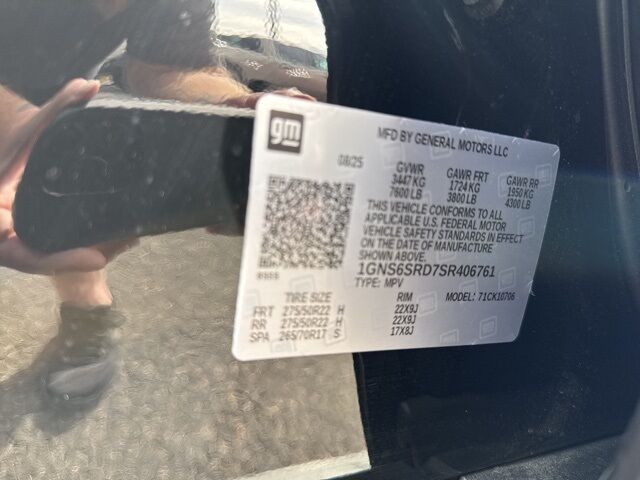 gm
MFD BY GENERAL MOTORS LLC
08/25
GVWR GAWR FRT GAWR RR
3447 KG 1724 KG 1950 KG
7600 LB 3800 LB 4300 LB
THIS VEHICLE CONFORMS TO ALL
APPLICABLE U.S. FEDERAL MOTOR
VEHICLE SAFETY STANDARDS IN EFFECT
ON THE DATE OF MANUFACTURE
SHOWN ABOVE.
1GNS6SRD7SR406761
TYPE: MPV
TIRE SIZE RIM MODEL: 71CK10706
FRT 275/50R22 H 22X9J
RR 275/50R22 H 22X9J
SPA 265/70R17 S 17X8J